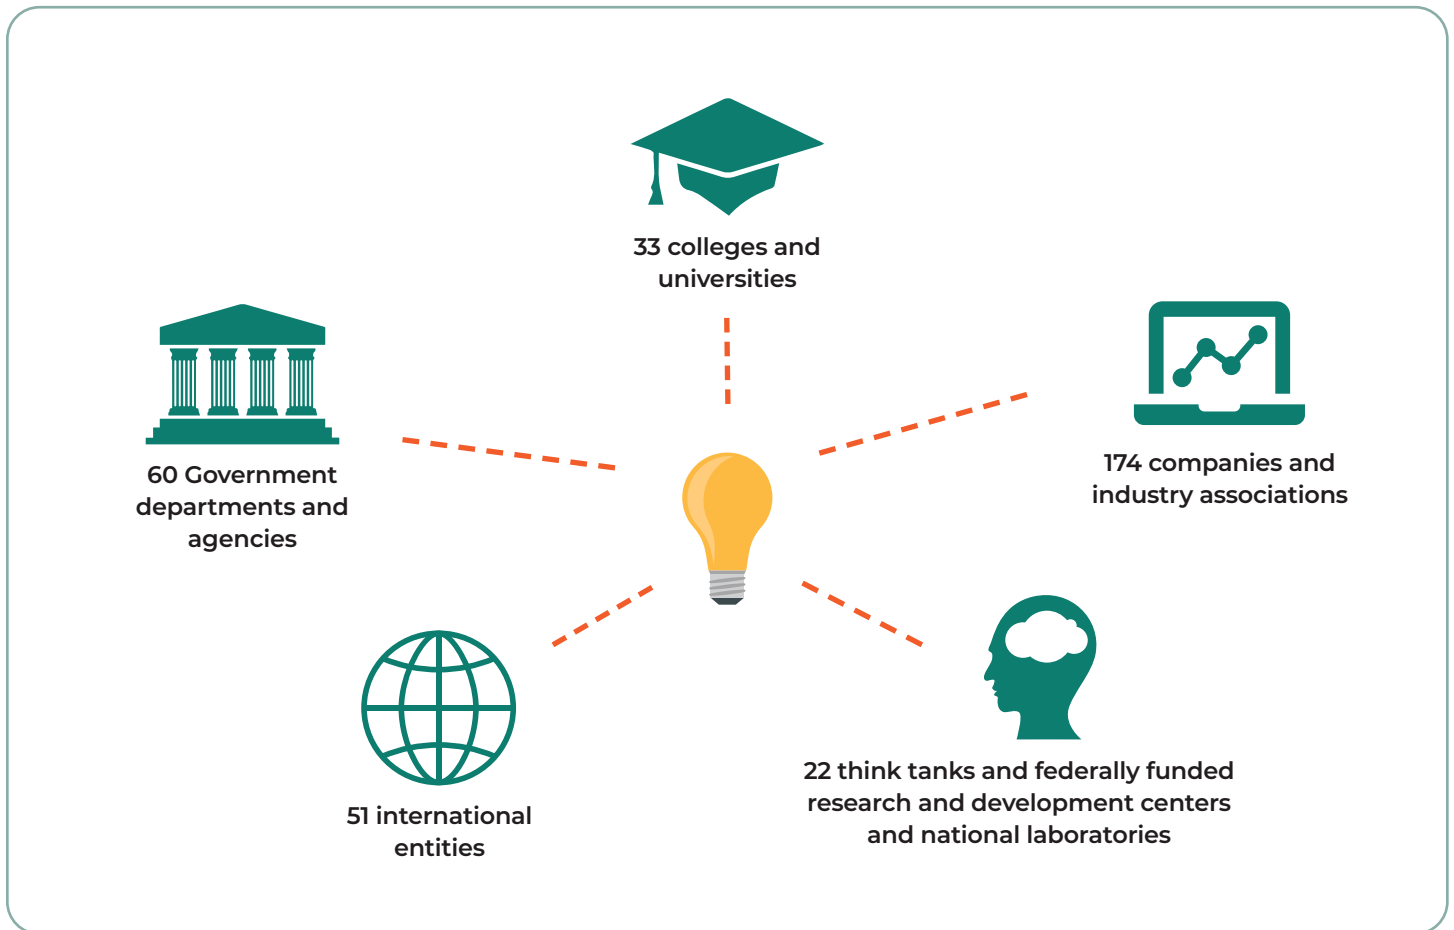 33 colleges and
universities
174 companies and
industry associations
60 Government
departments and
agencies
22 think tanks and federally funded
research and development centers
and national laboratories
51 international
entities